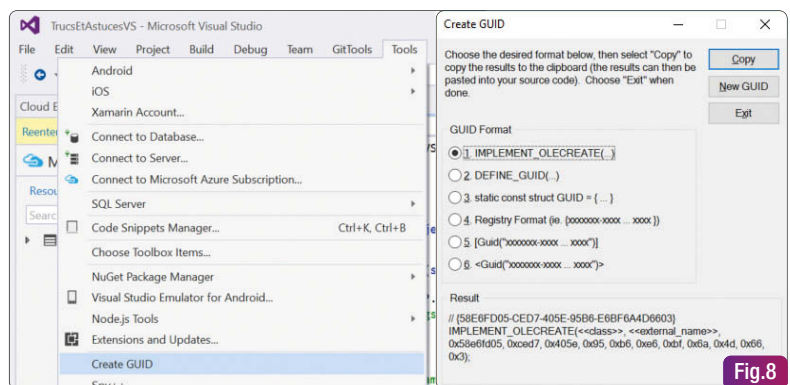 TrucsEtAstucesVS - Microsoft Visual Studio
File Edit View Project Build Debug Team GitTools Tools
Android
iOS
Xamarin Account...
Cloud E
Reente
Connect to Database...
Connect to Server...
Connect to Microsoft Azure Subscription...
Resou
SQL Server
Searc
Code Snippets Manager... Ctrl+K, Ctrl+B
Choose Toolbox Items...
NuGet Package Manager
Visual Studio Emulator for Android...
Node.js Tools
Extensions and Updates...
Create GUID
Create GUID
Choose the desired format below, then select "Copy" to
copy the results to the clipboard (the results can then be
pasted into your source code). Choose "Exit" when
done.
Copy
New GUID
Exit
GUID Format
1. IMPLEMENT_OLECREATE(...)
2. DEFINE_GUID(...)
3. static const struct GUID = { ... }
4. Registry Format (ie. {xxxxxxx-xxxx ... xxxx })
5. [Guid("xxxxxxx-xxxx ... xxxx")]
6. <Guid("xxxxxxx-xxxx ... xxxx")>
Result
// {58E6FD05-CED7-405E-95B6-E6BF6A4D6603}
IMPLEMENT_OLECREATE(<<class>>, <<external_name>>,
0x58e6fd05, 0xced7, 0x405e, 0x95, 0xb6, 0xe6, 0xbf, 0x6a, 0x4d, 0x66,
0x3);
Fig.8